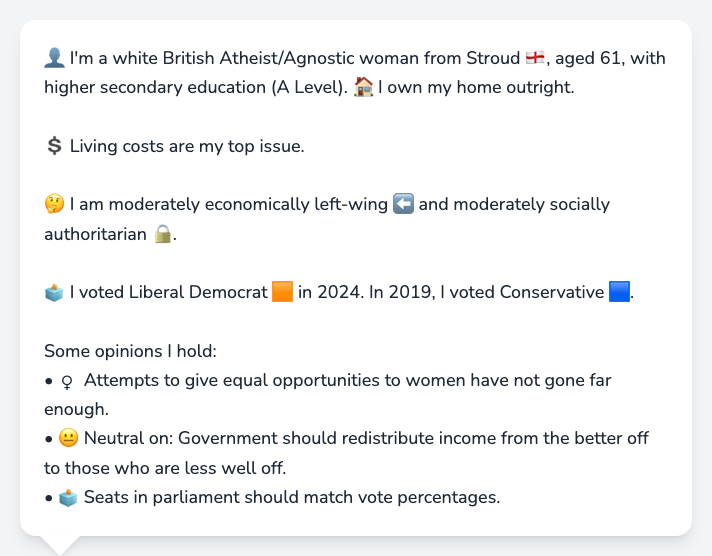 👤 I'm a white British Atheist/Agnostic woman from Stroud 🏴󠁧󠁢󠁥󠁮󠁧󠁿, aged 61, with
higher secondary education (A Level). 🏠 I own my home outright.
💲 Living costs are my top issue.
🤔 I am moderately economically left-wing ⬅️ and moderately socially
authoritarian 🔒.
🗳️ I voted Liberal Democrat 🟧 in 2024. In 2019, I voted Conservative 🟦.
Some opinions I hold:
• ♀ Attempts to give equal opportunities to women have not gone far
enough.
• 😐 Neutral on: Government should redistribute income from the better off
to those who are less well off.
• 🗳️ Seats in parliament should match vote percentages.